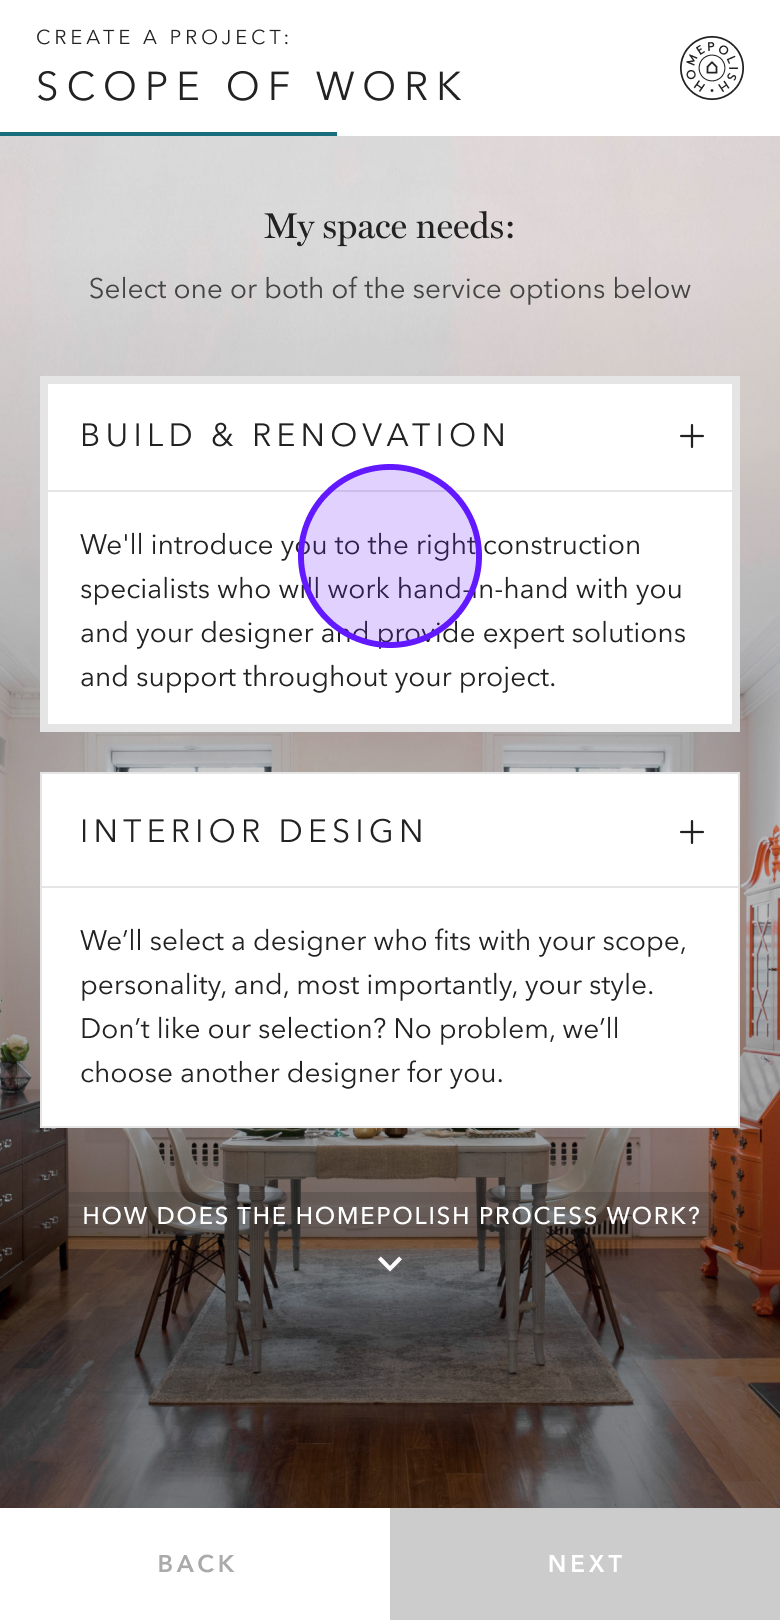 CREATE A PROJECT:
SCOPE OF WORK
HOMEPOLISH
My space needs:
Select one or both of the service options below
BUILD & RENOVATION
We'll introduce you to the right construction
specialists who will work hand-in-hand with you
and your designer and provide expert solutions
and support throughout your project.
INTERIOR DESIGN
We’ll select a designer who fits with your scope,
personality, and, most importantly, your style.
Don’t like our selection? No problem, we’ll
choose another designer for you.
HOW DOES THE HOMEPOLISH PROCESS WORK?
BACK
NEXT